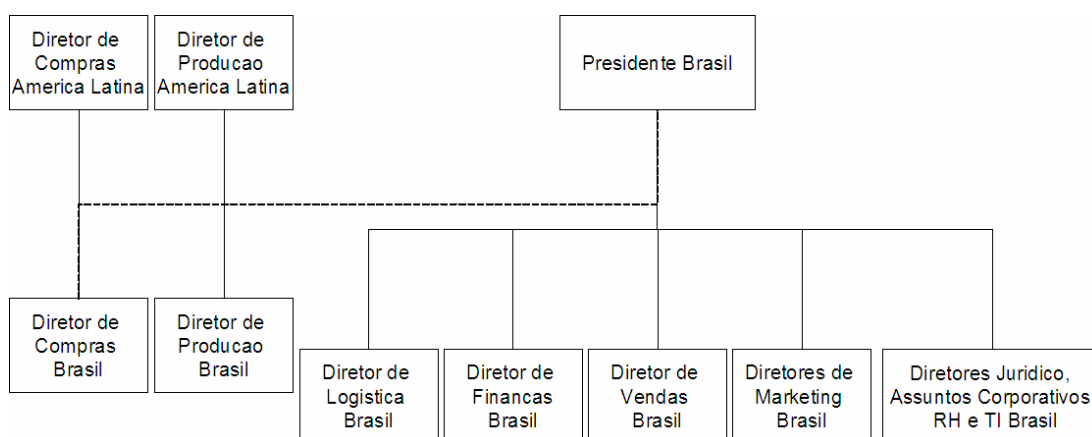 Diretor de
Compras
America Latina
Diretor de
Producao
America Latina
Presidente Brasil
Diretor de
Compras
Brasil
Diretor de
Producao
Brasil
Diretor de
Logistica
Brasil
Diretor de
Financas
Brasil
Diretor de
Vendas
Brasil
Diretores de
Marketing
Brasil
Diretores Juridico,
Assuntos Corporativos
RH e TI Brasil